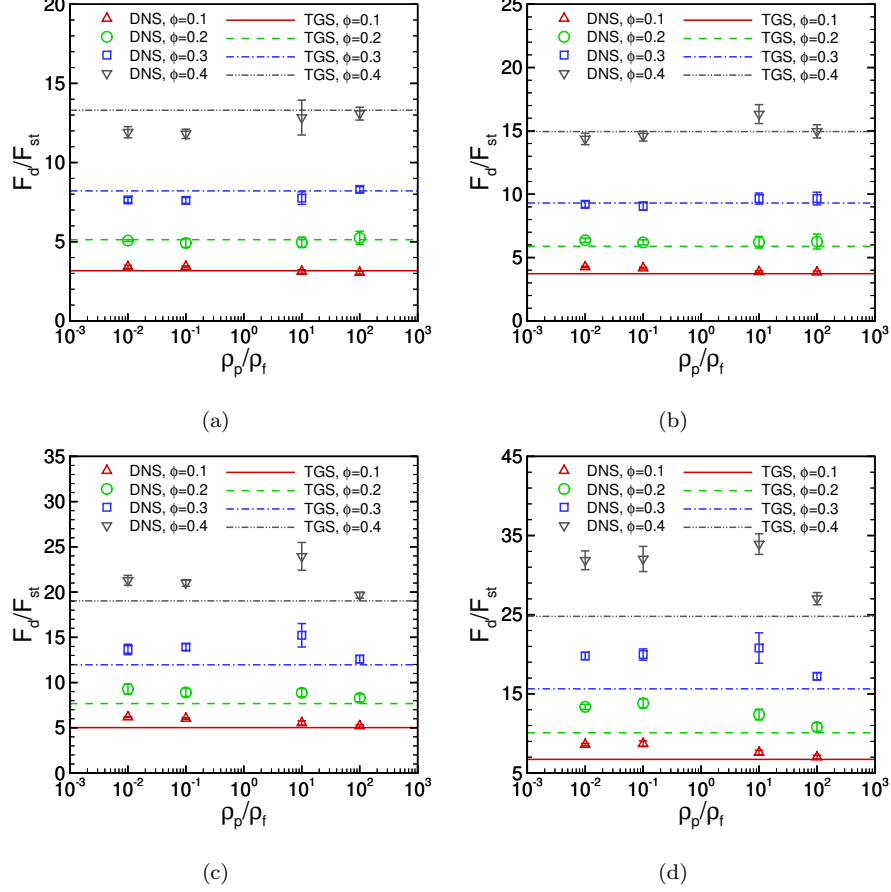 DNS, ϕ=0.1
DNS, ϕ=0.2
DNS, ϕ=0.3
DNS, ϕ=0.4
TGS, ϕ=0.1
TGS, ϕ=0.2
TGS, ϕ=0.3
TGS, ϕ=0.4
F_d/F_st
20
15
10
5
0
10^-3 10^-2 10^-1 10^0 10^1 10^2 10^3
ρ_p/ρ_f
(a)
DNS, ϕ=0.1
DNS, ϕ=0.2
DNS, ϕ=0.3
DNS, ϕ=0.4
TGS, ϕ=0.1
TGS, ϕ=0.2
TGS, ϕ=0.3
TGS, ϕ=0.4
F_d/F_st
25
20
15
10
5
0
10^-3 10^-2 10^-1 10^0 10^1 10^2 10^3
ρ_p/ρ_f
(b)
DNS, ϕ=0.1
DNS, ϕ=0.2
DNS, ϕ=0.3
DNS, ϕ=0.4
TGS, ϕ=0.1
TGS, ϕ=0.2
TGS, ϕ=0.3
TGS, ϕ=0.4
F_d/F_st
35
30
25
20
15
10
5
0
10^-3 10^-2 10^-1 10^0 10^1 10^2 10^3
ρ_p/ρ_f
(c)
DNS, ϕ=0.1
DNS, ϕ=0.2
DNS, ϕ=0.3
DNS, ϕ=0.4
TGS, ϕ=0.1
TGS, ϕ=0.2
TGS, ϕ=0.3
TGS, ϕ=0.4
F_d/F_st
45
35
25
15
5
10^-3 10^-2 10^-1 10^0 10^1 10^2 10^3
ρ_p/ρ_f
(d)